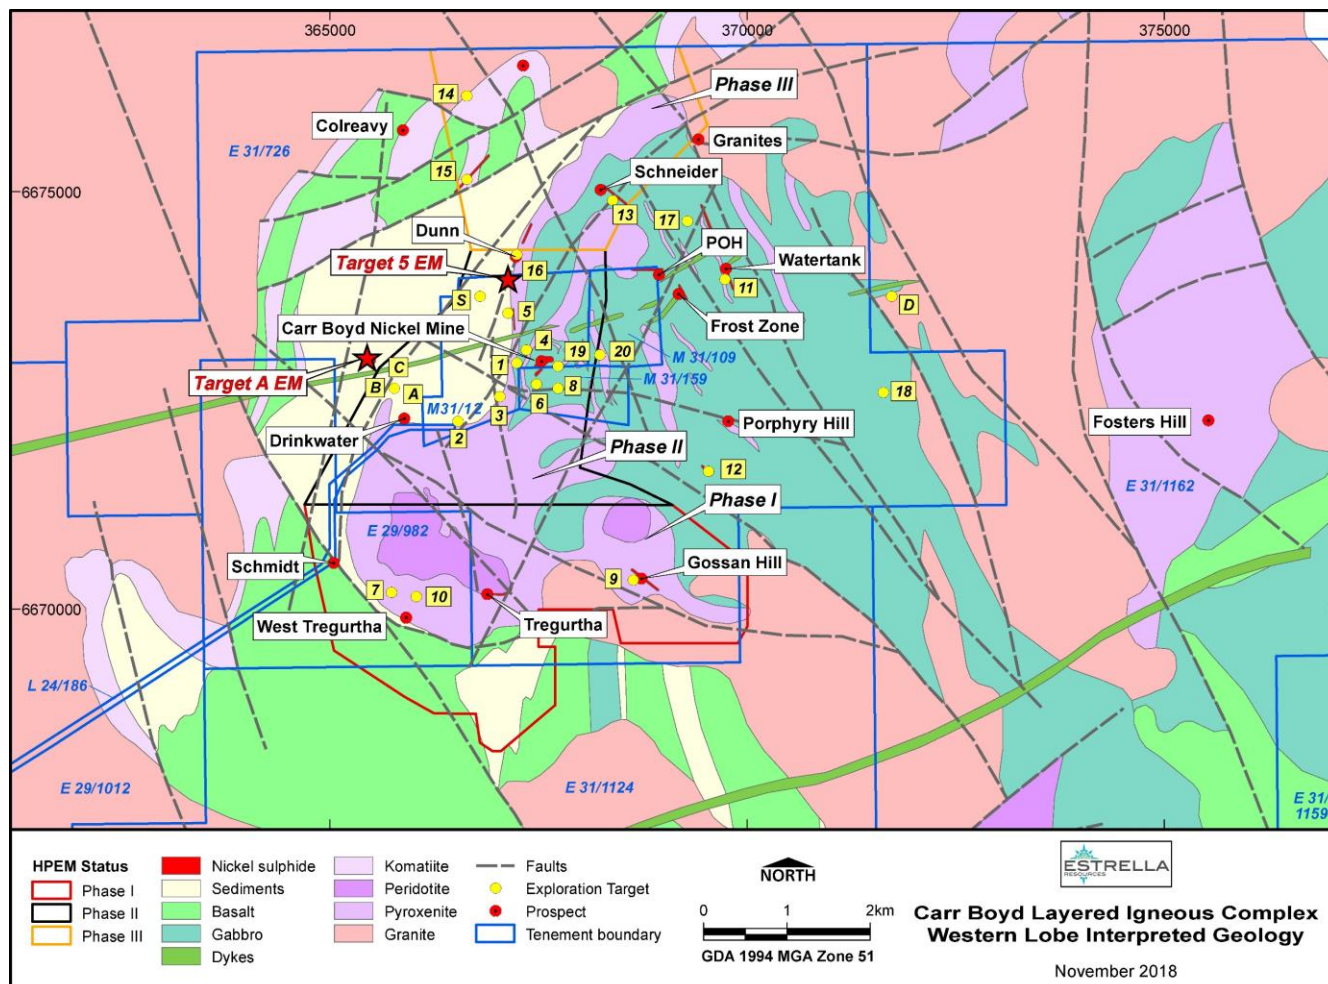 365000
370000
375000
14
Phase III
Colreavy
Granites
E 31/726
15
Schneider
6675000
13
17
Dunn
POH
Target 5 EM
16
Watertank
S
11
5
D
Carr Boyd Nickel Mine
Frost Zone
4
19
20
M 31/109
1
C
M 31/159
Target A EM
B
A
8
18
6
M31/12
3
Drinkwater
2
Porphyry Hill
Fosters Hill
Phase II
12
Phase I
E 31/1162
E 29/982
Schmidt
Gossan Hill
9
7
10
6670000
West Tregurtha
Tregurtha
L 24/186
E 29/1012
E 31/1124
E 31/
1159
HPEM Status
Phase I
Phase II
Phase III
Nickel sulphide
Sediments
Basalt
Gabbro
Dykes
Komatiite
Peridotite
Pyroxenite
Granite
Faults
Exploration Target
Prospect
Tenement boundary
NORTH
0 1 2km
GDA 1994 MGA Zone 51
ESTRELLA
RESOURCES
Carr Boyd Layered Igneous Complex
Western Lobe Interpreted Geology
November 2018